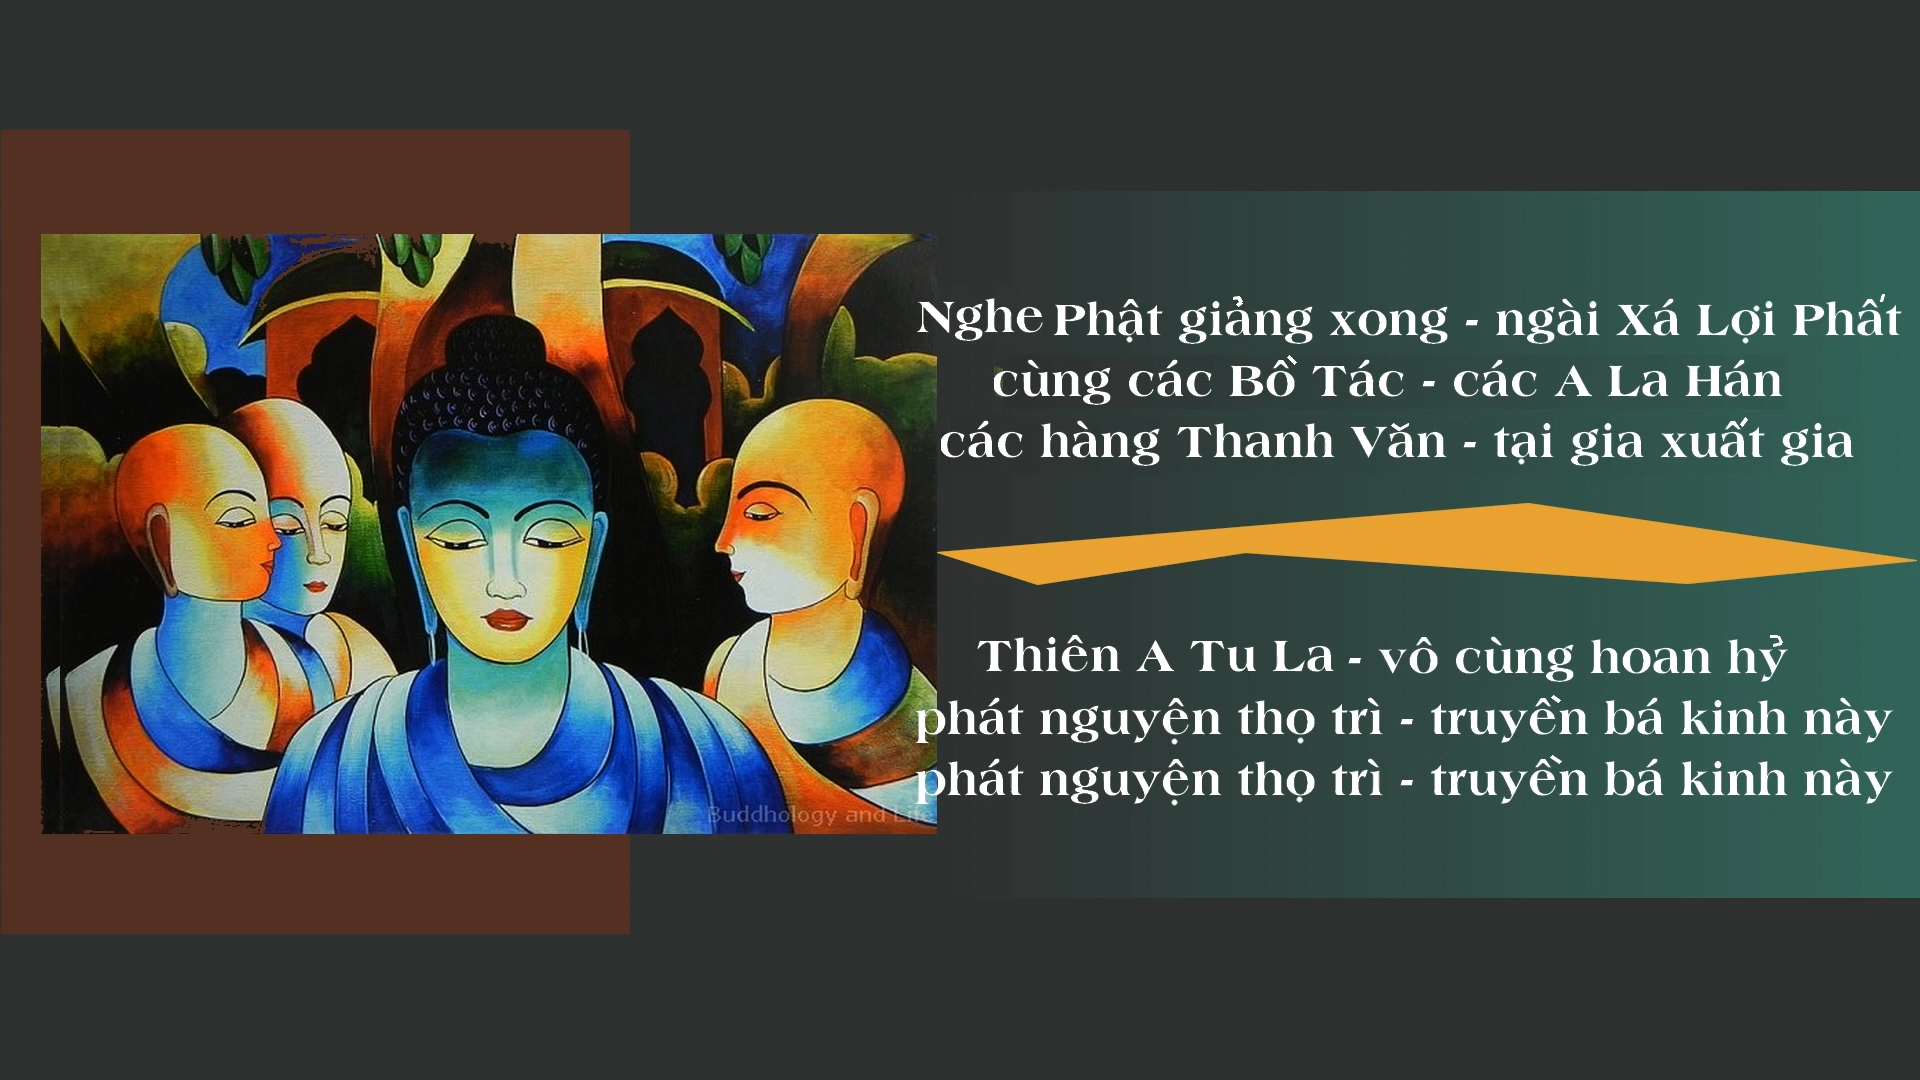 Nghe Phật giảng xong - ngài Xá Lợi Phất
cùng các Bồ Tác - các A La Hán
các hàng Thanh Văn - tại gia xuất gia
Thiên A Tu La - vô cùng hoan hỷ
phát nguyện thọ trì - truyền bá kinh này
phát nguyện thọ trì - truyền bá kinh này
Buddhology and Life